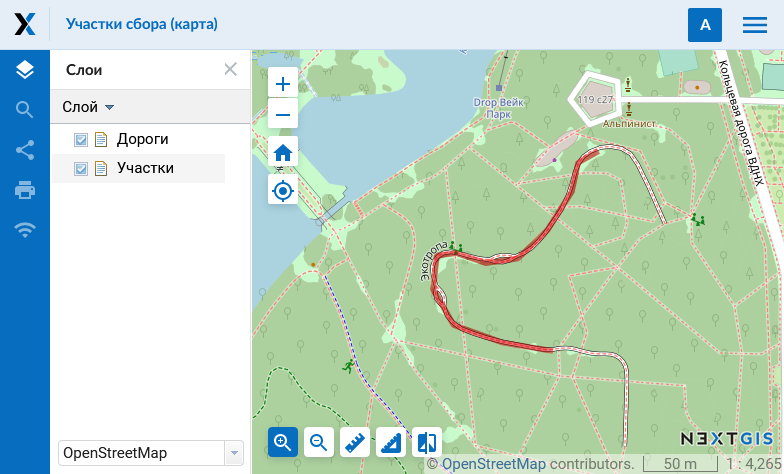 Участки сбора (карта)
A
Слои
Слой
Дороги
Участки
OpenStreetMap
Drop Вейк
Парк
119 с27
Альпинист.
Кольцевая дорога ВДНХ
Экотропа
NEXTGIS
© OpenStreetMap contributors.
50 m
1 : 4,265